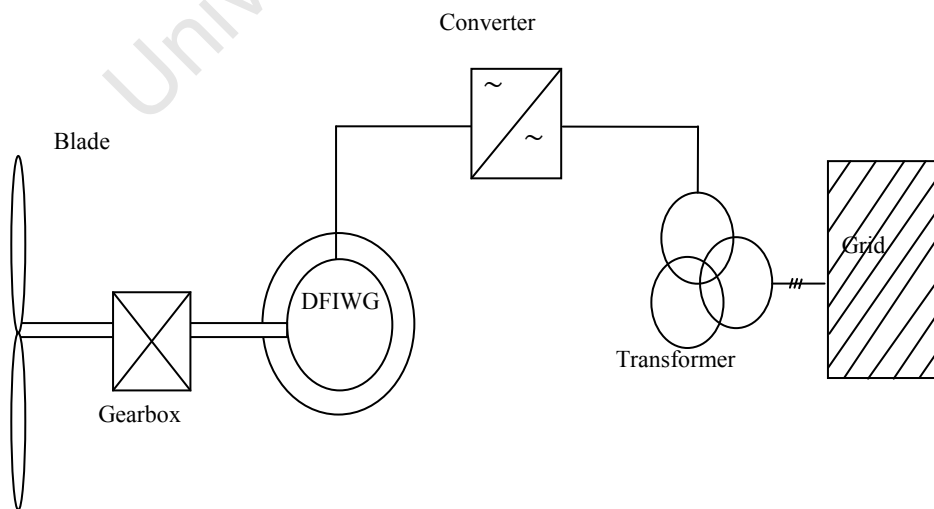 Converter
~
~
Blade
DFIWG
Grid
Transformer
Gearbox